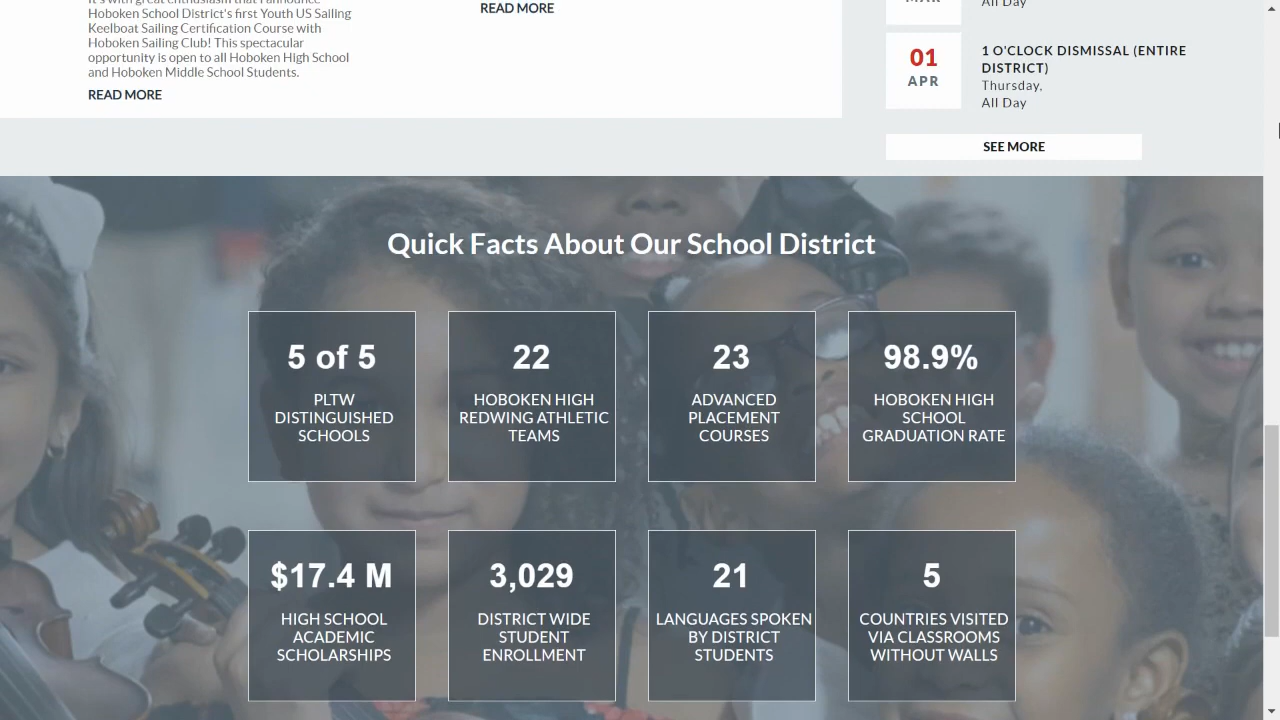 Hoboken School District's first Youth US Sailing
Keelboat Sailing Certification Course with
Hoboken Sailing Club! This spectacular
opportunity is open to all Hoboken High School
and Hoboken Middle School Students.
READ MORE
READ MORE
All Day
01
APR
1 O'CLOCK DISMISSAL (ENTIRE
DISTRICT)
Thursday,
All Day
SEE MORE
Quick Facts About Our School District
5 of 5
PLTW
DISTINGUISHED
SCHOOLS
22
HOBOKEN HIGH
REDWING ATHLETIC
TEAMS
23
ADVANCED
PLACEMENT
COURSES
98.9%
HOBOKEN HIGH
SCHOOL
GRADUATION RATE
$17.4 M
HIGH SCHOOL
ACADEMIC
SCHOLARSHIPS
3,029
DISTRICT WIDE
STUDENT
ENROLLMENT
21
LANGUAGES SPOKEN
BY DISTRICT
STUDENTS
5
COUNTRIES VISITED
VIA CLASSROOMS
WITHOUT WALLS